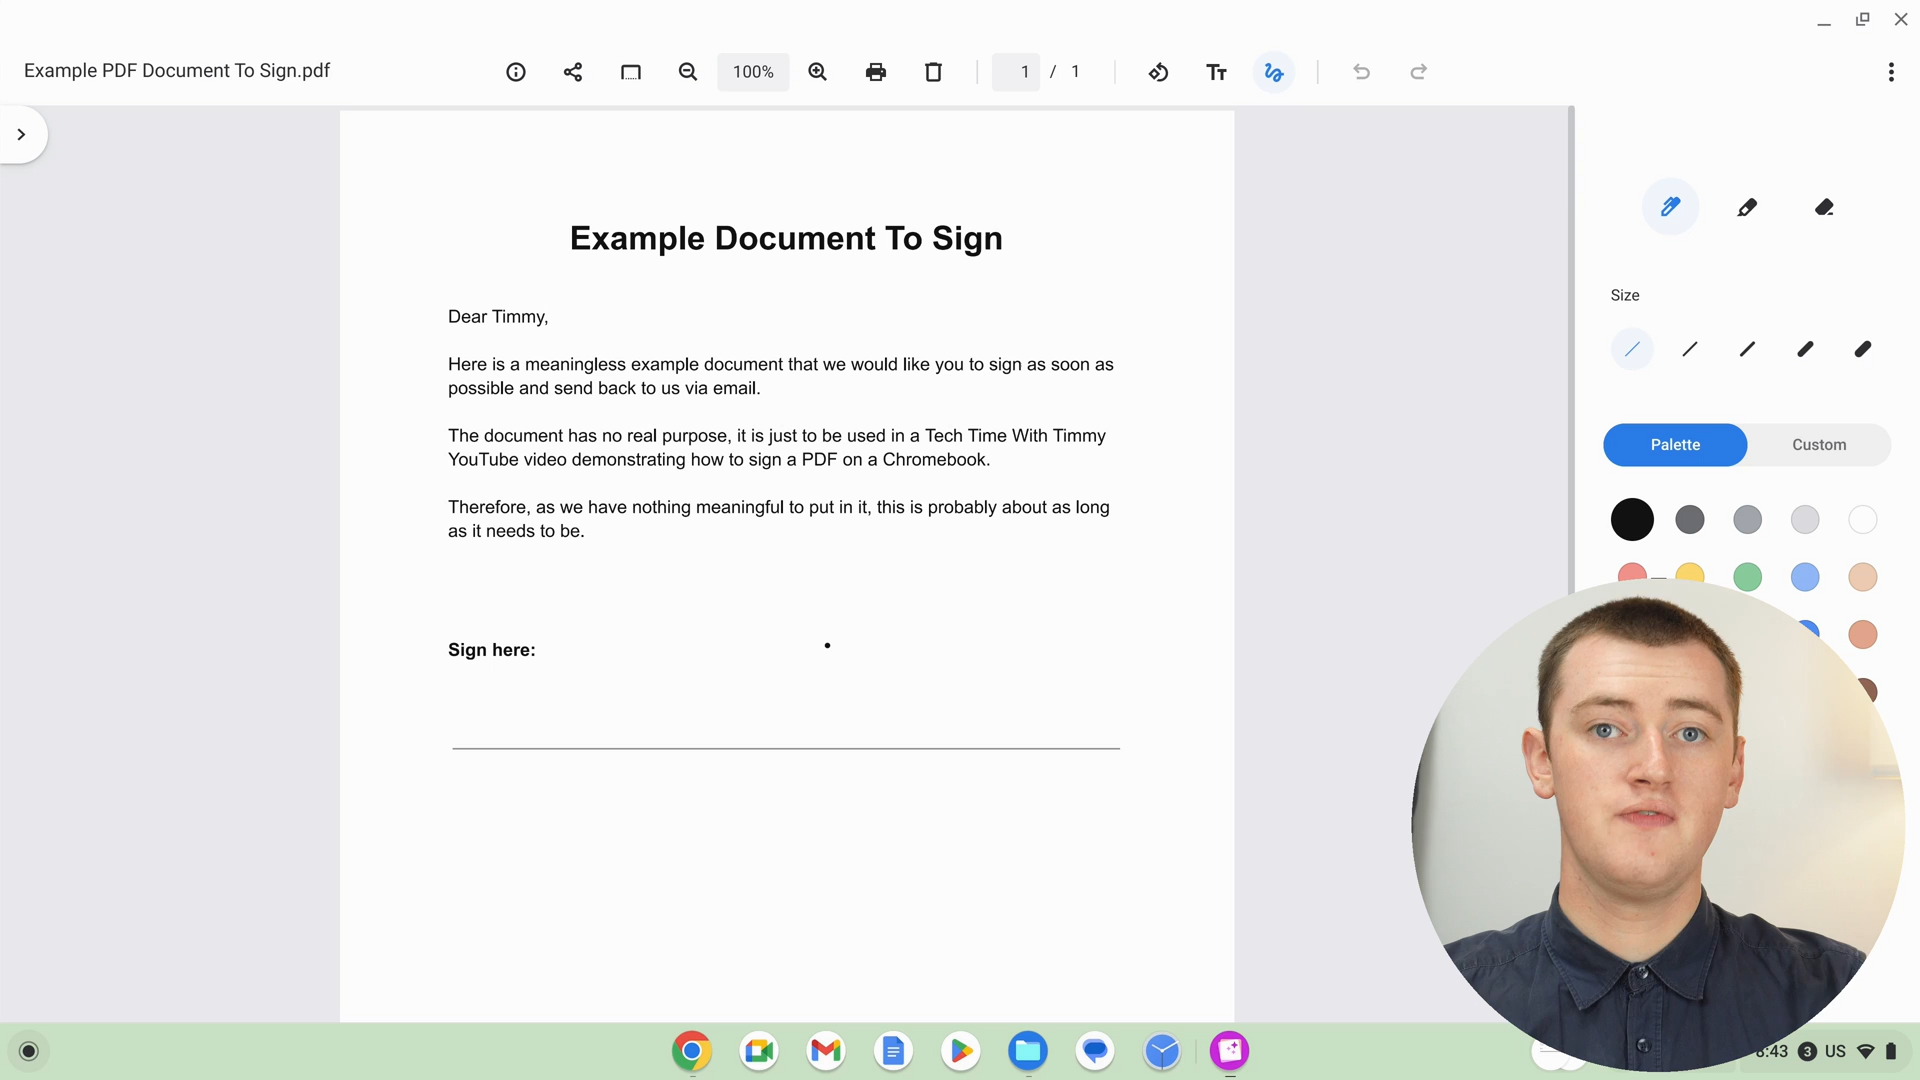 Example PDF Document To Sign.pdf
100%
1 / 1
Example Document To Sign
Dear Timmy,
Here is a meaningless example document that we would like you to sign as soon as
possible and send back to us via email.
The document has no real purpose, it is just to be used in a Tech Time With Timmy
YouTube video demonstrating how to sign a PDF on a Chromebook.
Therefore, as we have nothing meaningful to put in it, this is probably about as long
as it needs to be.
Sign here:
Size
Palette
Custom
8:43
3
US